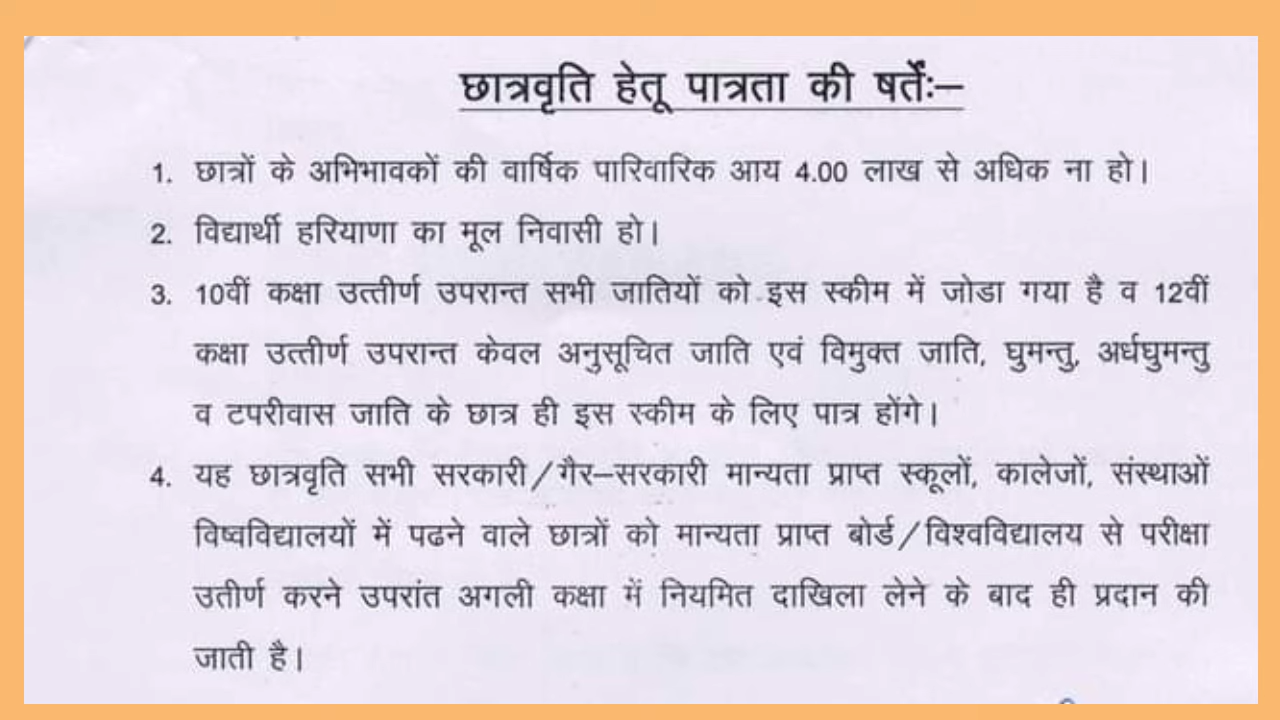 छात्रवृति हेतू पात्रता की षर्तेंः–
1. छात्रों के अभिभावकों की वार्षिक पारिवारिक आय 4.00 लाख से अधिक ना हो।
2. विद्यार्थी हरियाणा का मूल निवासी हो।
3. 10वीं कक्षा उत्तीर्ण उपरान्त सभी जातियों को इस स्कीम में जोडा गया है व 12वीं
कक्षा उत्तीर्ण उपरान्त केवल अनुसूचित जाति एवं विमुक्त जाति, घुमन्तु, अर्धघुमन्तु
व टपरीवास जाति के छात्र ही इस स्कीम के लिए पात्र होंगे।
4. यह छात्रवृति सभी सरकारी/गैर–सरकारी मान्यता प्राप्त स्कूलों, कालेजों, संस्थाओं
विष्वविद्यालयों में पढने वाले छात्रों को मान्यता प्राप्त बोर्ड/विश्वविद्यालय से परीक्षा
उतीर्ण करने उपरांत अगली कक्षा में नियमित दाखिला लेने के बाद ही प्रदान की
जाती है।